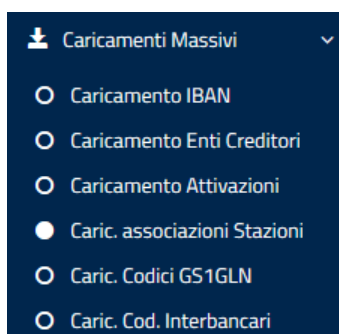 Caricamenti Massivi
Caricamento IBAN
Caricamento Enti Creditori
Caricamento Attivazioni
Caric. associazioni Stazioni
Caric. Codici GS1GLN
Caric. Cod. Interbancari